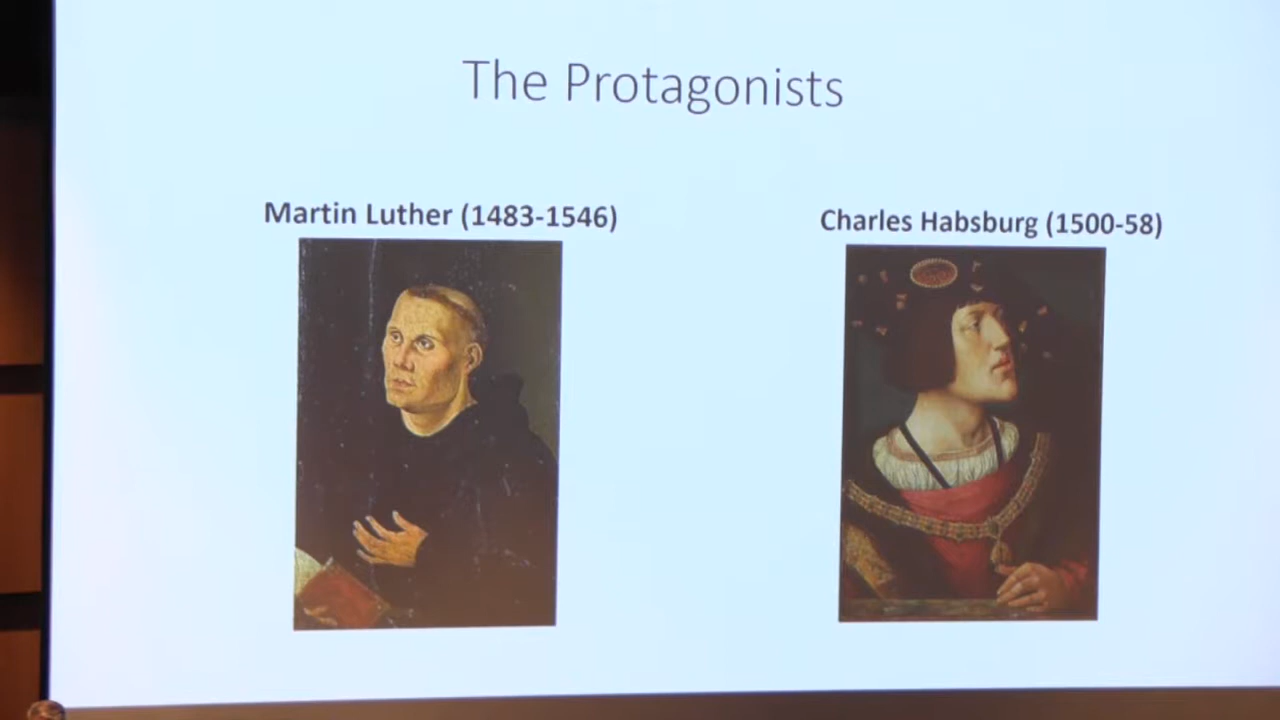 The Protagonists
Martin Luther (1483-1546)
Charles Habsburg (1500-58)